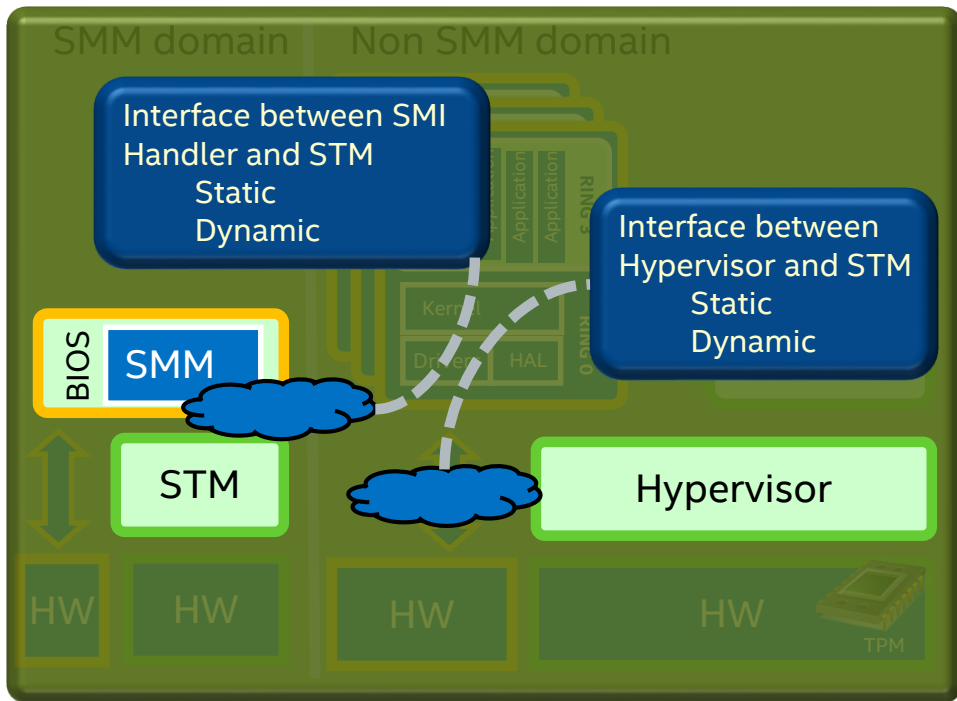 SMM domain
Non SMM domain
Interface between SMI
Handler and STM
Static
Dynamic
Application
Application
Application
RING 3
Interface between
Hypervisor and STM
Static
Dynamic
Kernel
Drivers
HAL
RING 0
BIOS
SMM
STM
Hypervisor
HW
HW
HW
HW
TPM